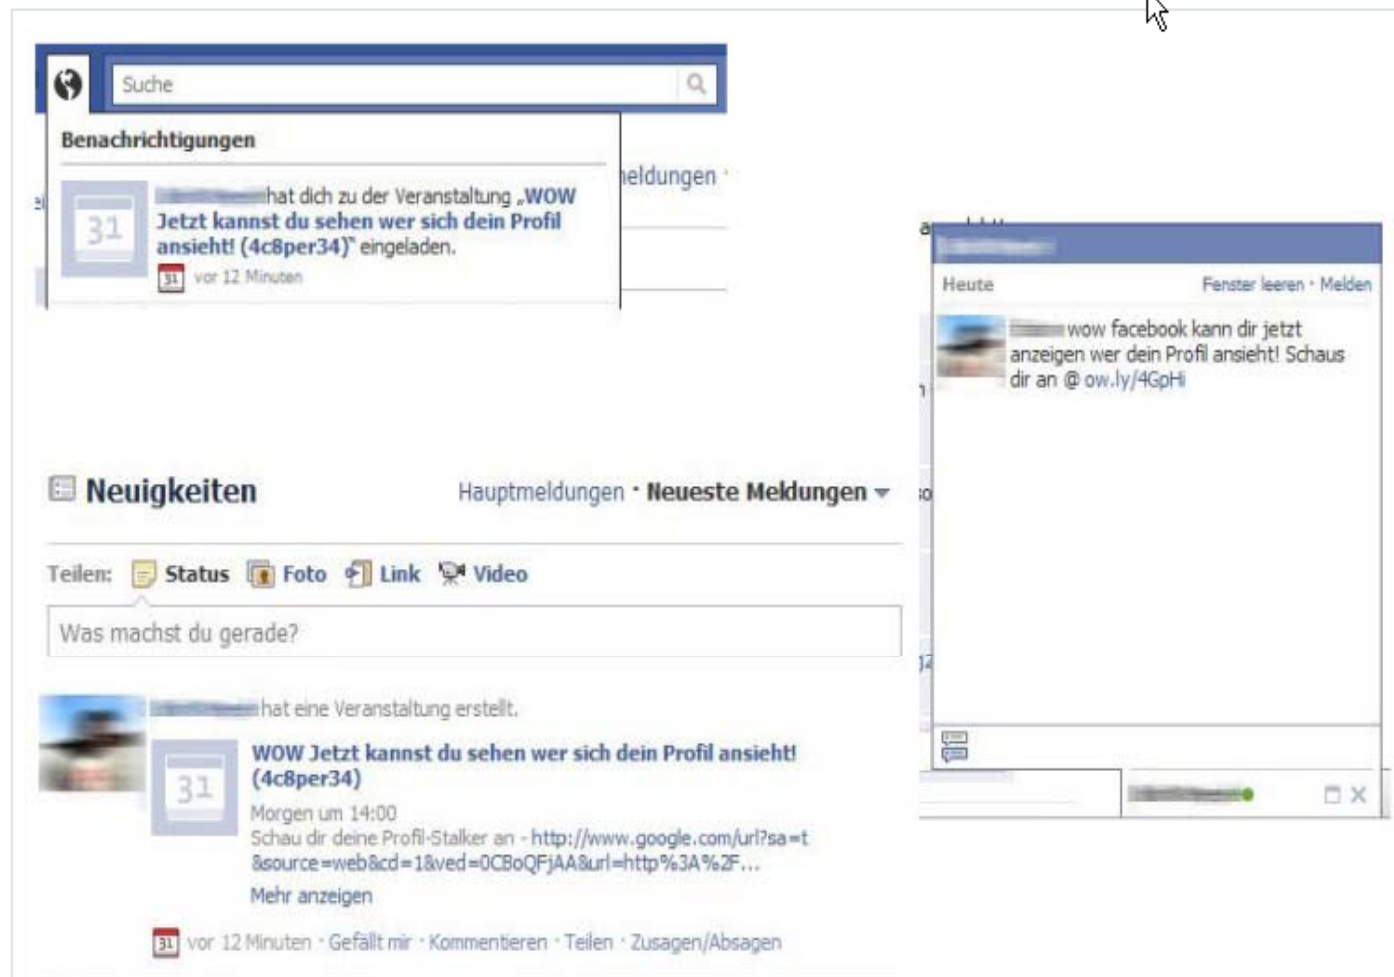 Suche
Benachrichtigungen
hat dich zu der Veranstaltung „WOW
Jetzt kannst du sehen wer sich dein Profil
ansieht! (4c8per34)" eingeladen.
31
31 vor 12 Minuten
eldungen
Heute
Fenster leeren · Melden
wow facebook kann dir jetzt
anzeigen wer dein Profil ansieht! Schaus
dir an @ ow.ly/4GpHi
Neuigkeiten
Hauptmeldungen · Neueste Meldungen
Teilen: Status Foto Link Video
Was machst du gerade?
hat eine Veranstaltung erstellt.
31
WOW Jetzt kannst du sehen wer sich dein Profil ansieht!
(4c8per34)
Morgen um 14:00
Schau dir deine Profil-Stalker an - http://www.google.com/url?sa=t
&source=web&cd=1&ved=0CBoQFjAA&url=http%3A%2F...
Mehr anzeigen
31 vor 12 Minuten · Gefällt mir · Kommentieren · Teilen · Zusagen/Absagen